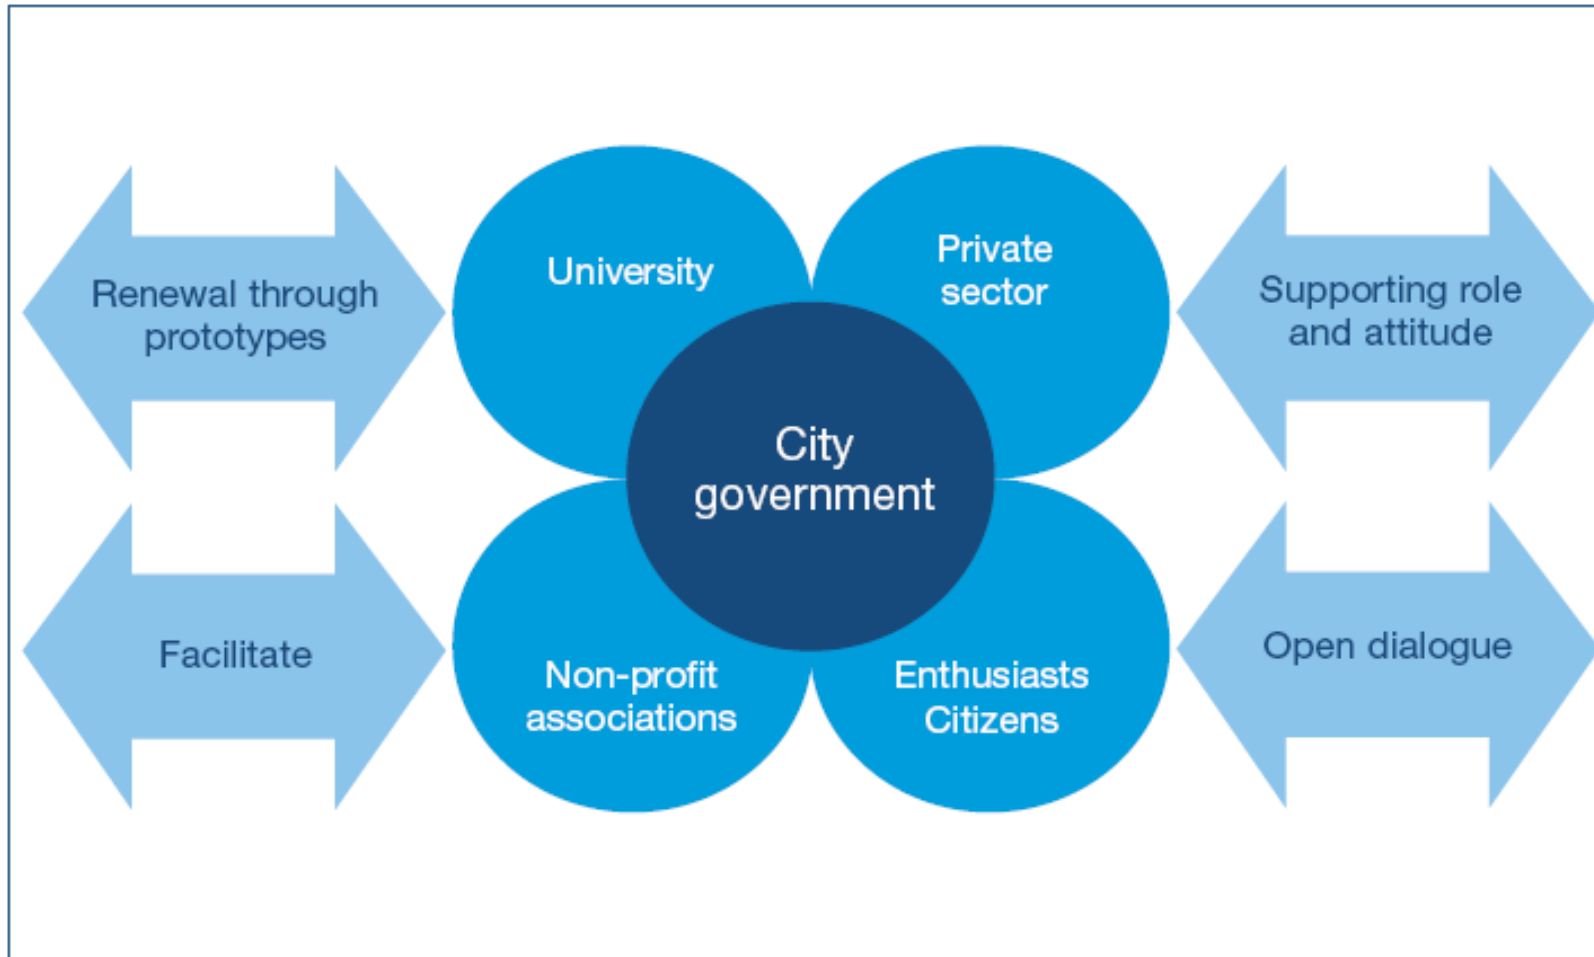 University
Private
sector
Renewal through
prototypes
Supporting role
and attitude
City
government
Facilitate
Open dialogue
Non-profit
associations
Enthusiasts
Citizens